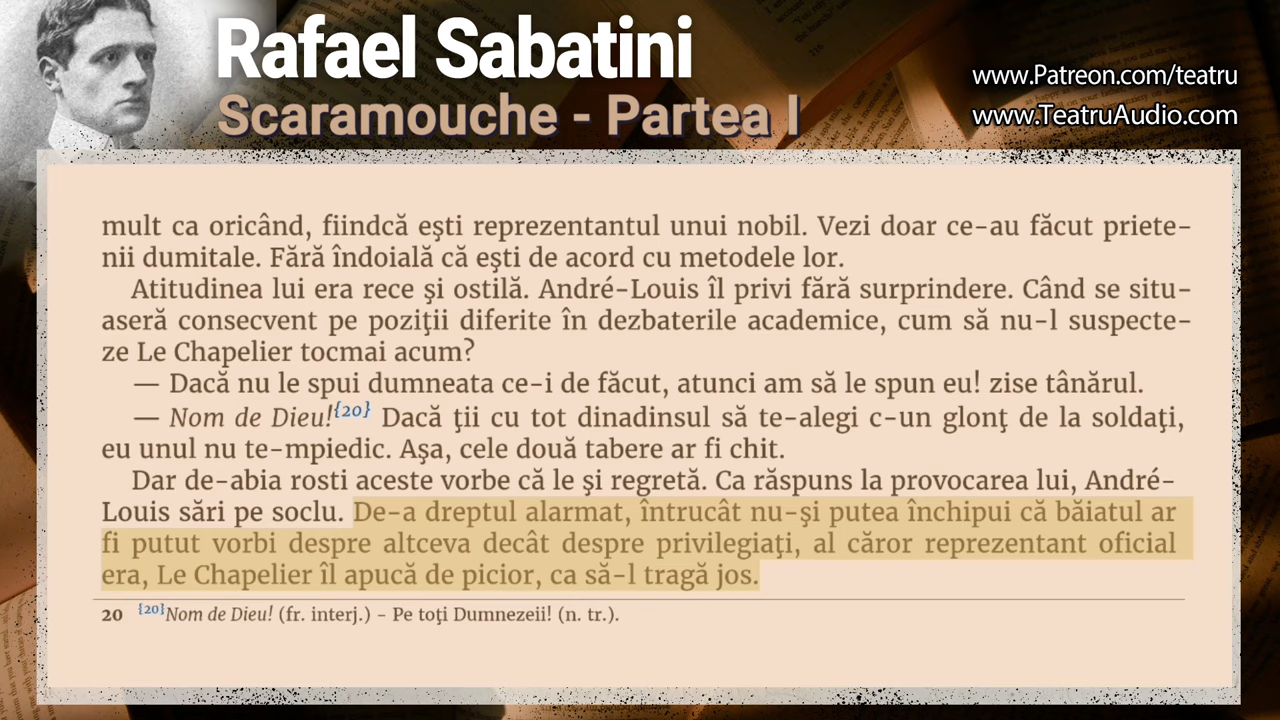 Rafael Sabatini
Scaramouche - Partea I
www.Patreon.com/teatru
www.TeatruAudio.com
mult ca oricând, fiindcă eşti reprezentantul unui nobil. Vezi doar ce-au făcut priete-
nii dumitale. Fără îndoială că eşti de acord cu metodele lor.
Atitudinea lui era rece şi ostilă. André-Louis îl privi fără surprindere. Când se situ-
aseră consecvent pe poziţii diferite în dezbaterile academice, cum să nu-l suspecte-
ze Le Chapelier tocmai acum?
— Dacă nu le spui dumneata ce-i de făcut, atunci am să le spun eu! zise tânărul.
— Nom de Dieu!{20} Dacă ţii cu tot dinadinsul să te-alegi c-un glonţ de la soldaţi,
eu unul nu te-mpiedic. Aşa, cele două tabere ar fi chit.
Dar de-abia rosti aceste vorbe că le şi regretă. Ca răspuns la provocarea lui, André-
Louis sări pe soclu. De-a dreptul alarmat, întrucât nu-şi putea închipui că băiatul ar
fi putut vorbi despre altceva decât despre privilegiaţi, al căror reprezentant oficial
era, Le Chapelier îl apucă de picior, ca să-l tragă jos.
20 {20}Nom de Dieu! (fr. interj.) - Pe toţi Dumnezeii! (n. tr.).